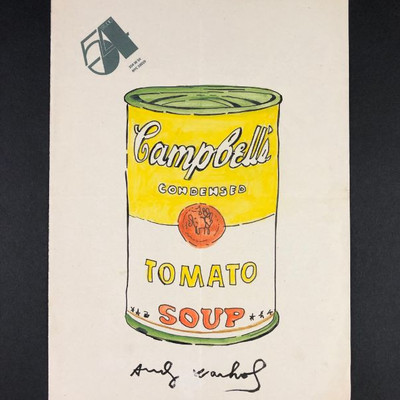 54
Campbell's
CONDENSED
TOMATO
SOUP
Andy Warhol